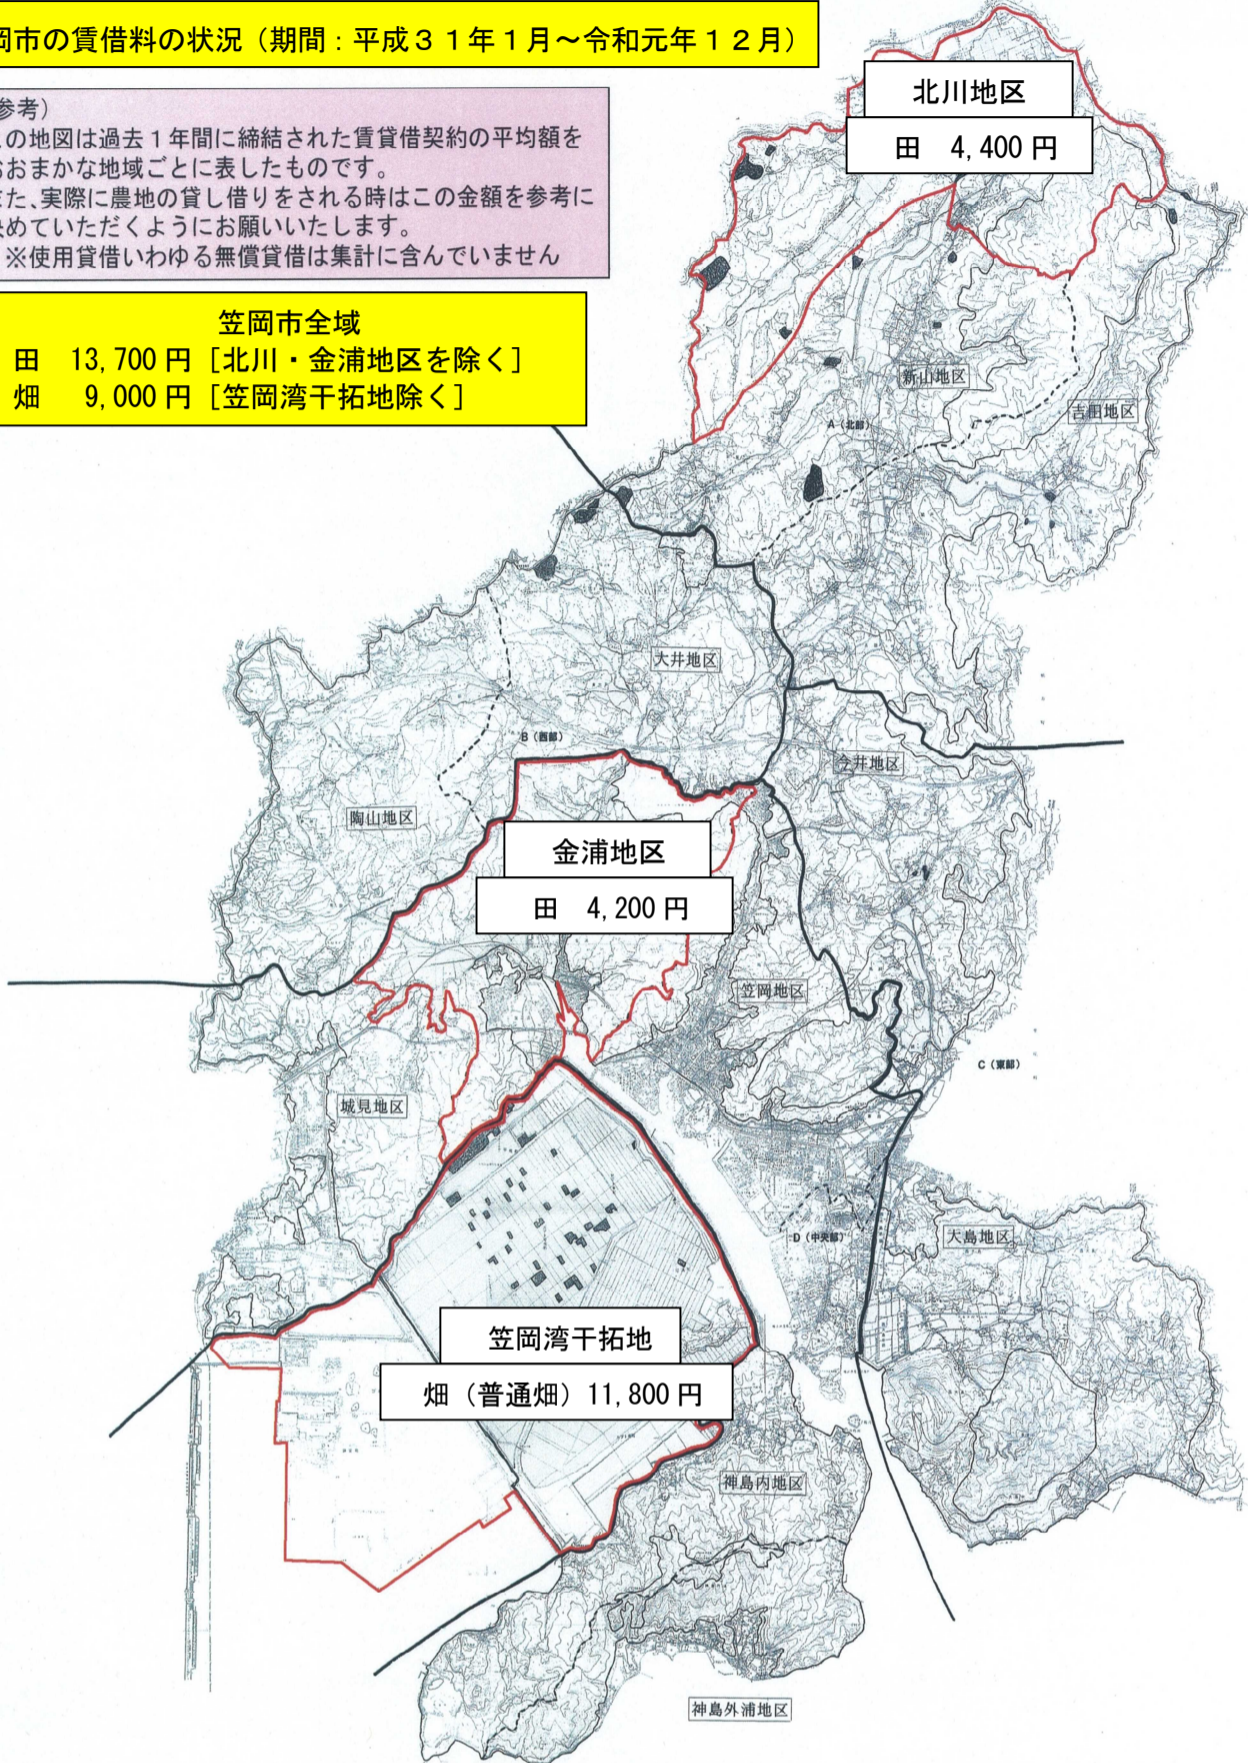 岡市の賃借料の状況（期間：平成３１年１月～令和元年１２月）
参考）
の地図は過去１年間に締結された賃貸借契約の平均額を
おおまかな地域ごとに表したものです。
た、実際に農地の貸し借りをされる時はこの金額を参考に
めていただくようにお願いいたします。
※使用貸借いわゆる無償貸借は集計に含んでいません
笠岡市全域
田 13,700 円［北川・金浦地区を除く］
畑 9,000 円［笠岡湾干拓地除く］
北川地区
田 4,400 円
新山地区
吉田地区
A（北部）
大井地区
B（西部）
今井地区
陶山地区
金浦地区
田 4,200 円
笠岡地区
C（東部）
城見地区
D（中央部）
大島地区
笠岡湾干拓地
畑（普通畑）11,800 円
神島内地区
神島外浦地区